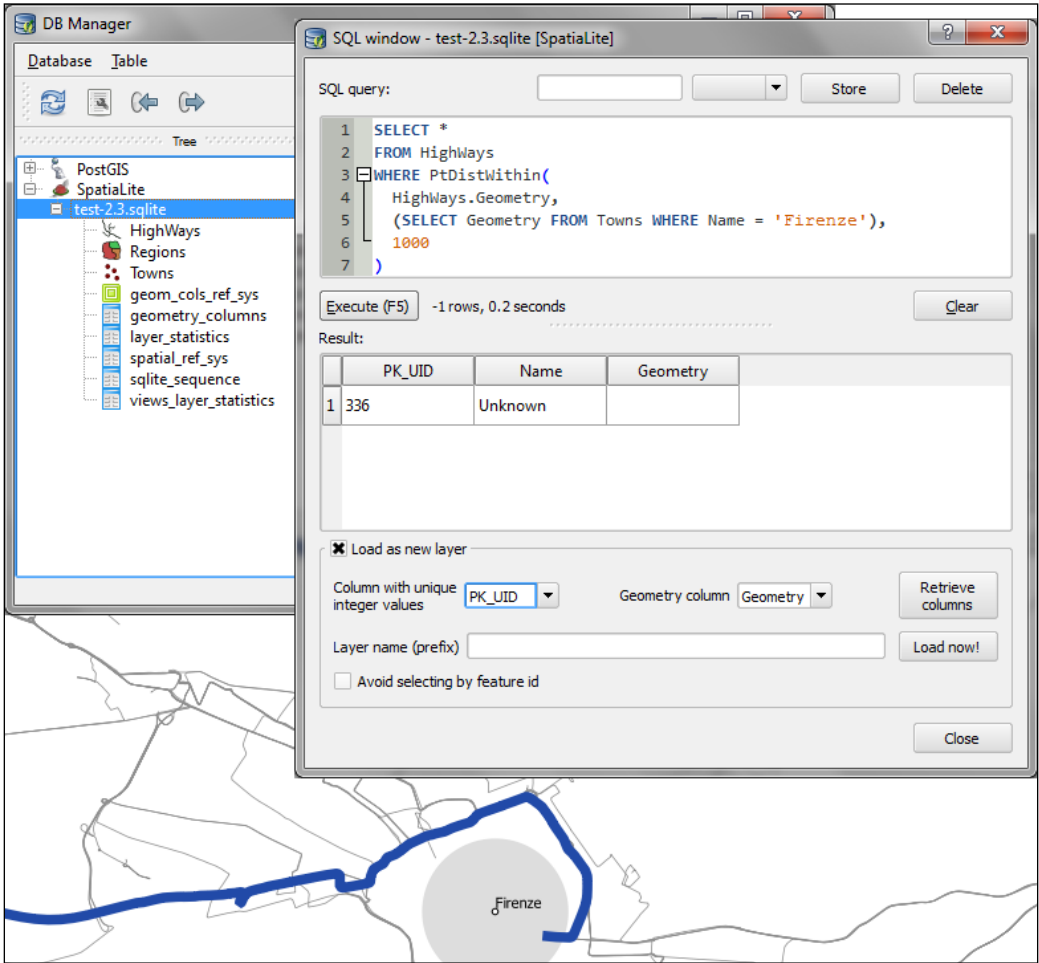 DB Manager
Database Table
Tree
PostGIS
SpatiaLite
test-2.3.sqlite
HighWays
Regions
Towns
geom_cols_ref_sys
geometry_columns
layer_statistics
spatial_ref_sys
sqlite_sequence
views_layer_statistics
SQL window - test-2.3.sqlite [SpatiaLite]
SQL query:
Store
Delete
1 SELECT *
2 FROM HighWays
3 WHERE PtDistWithin(
4 HighWays.Geometry,
5 (SELECT Geometry FROM Towns WHERE Name = 'Firenze'),
6 1000
7 )
Execute (F5) -1 rows, 0.2 seconds
Clear
Result:
PK_UID Name Geometry
1 336 Unknown
Load as new layer
Column with unique
integer values
PK_UID
Geometry column
Geometry
Retrieve
columns
Layer name (prefix)
Load now!
Avoid selecting by feature id
Close
Firenze